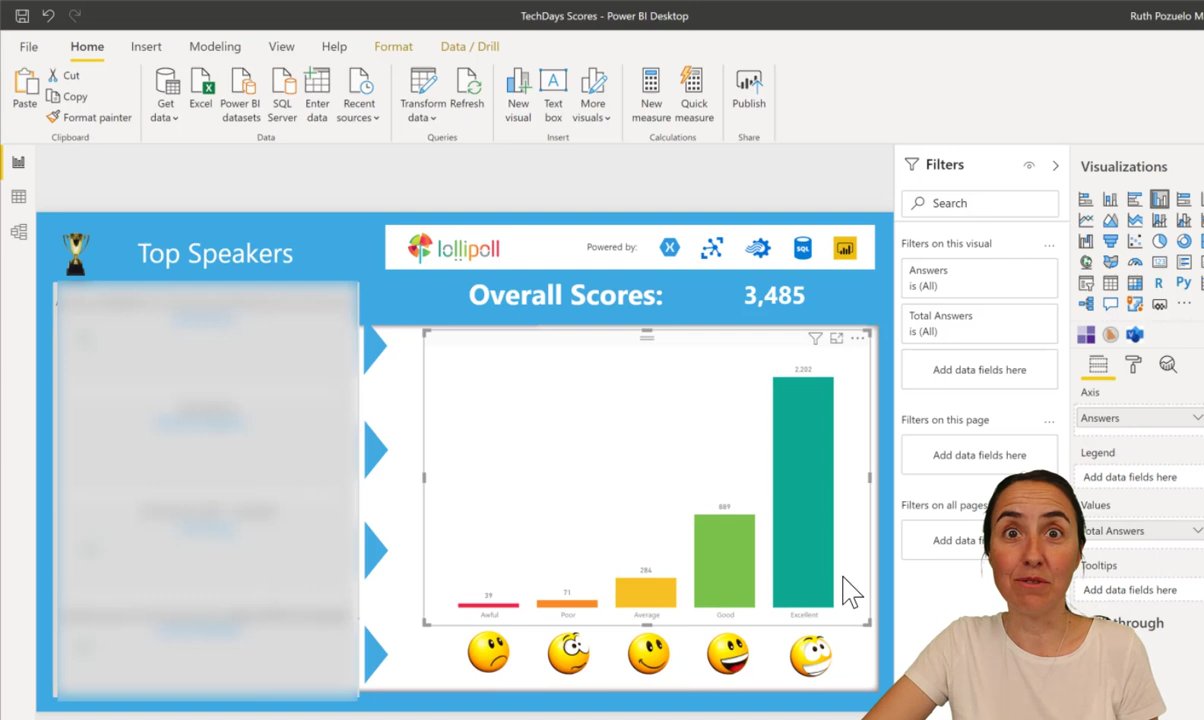 TechDays Scores - Power BI Desktop
Ruth Pozuelo M
File Home Insert Modeling View Help Format Data / Drill
Paste
Cut
Copy
Format painter
Clipboard
Get data
Excel
Power BI datasets
SQL Server
Enter data
Recent sources
Data
Transform data
Refresh
Queries
New visual
Text box
More visuals
Insert
New measure
Quick measure
Calculations
Publish
Share
Top Speakers
lollipoll
Powered by:
SQL
Overall Scores: 3,485
2.202
889
284
71
29
Awful Poor Average Good Excellent
Filters
Search
Filters on this visual ...
Answers
is (All)
Total Answers
is (All)
Add data fields here
Filters on this page ...
Add data fields here
Filters on all pages
Add data
Visualizations
R Py
...
Axis
Answers
Legend
Add data fields here
Values
Total Answers
Tooltips
Add data fields here
through